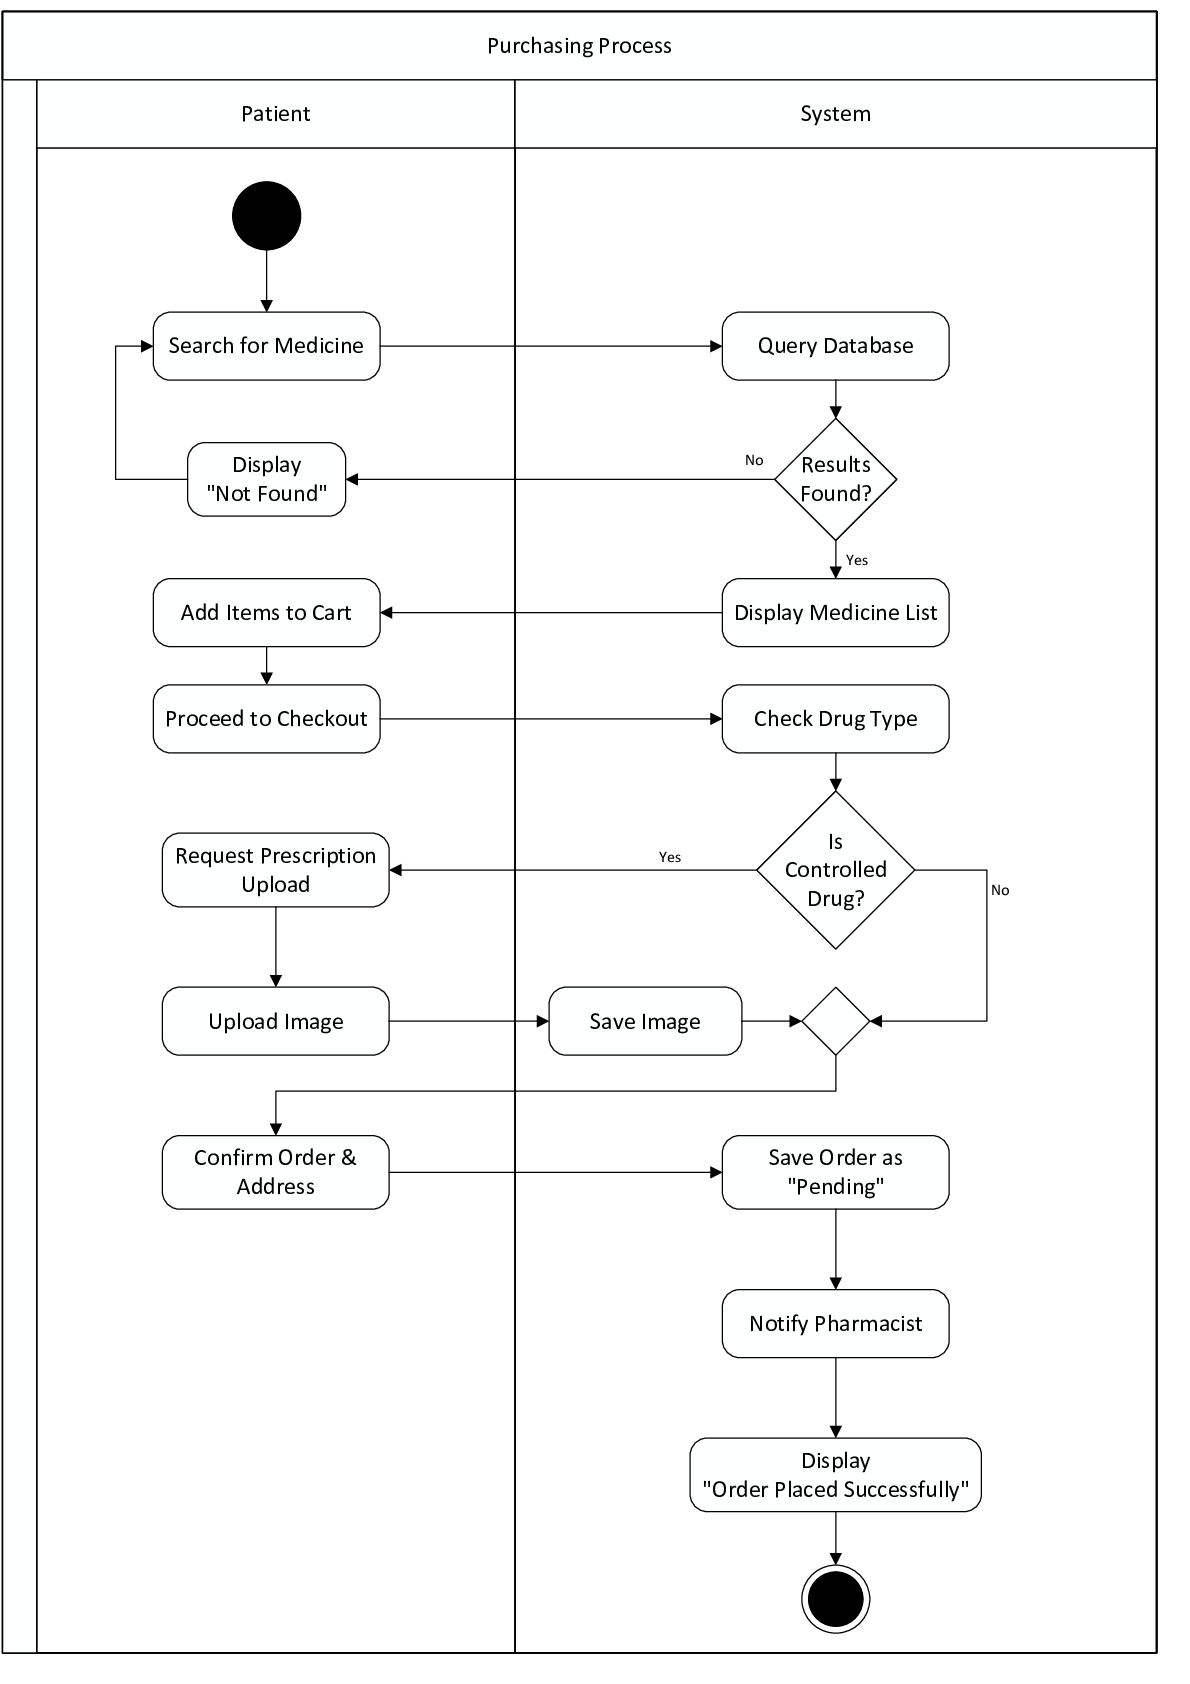 Purchasing Process
Patient
System
Search for Medicine
Query Database
Display
"Not Found"
No
Results
Found?
Yes
Add Items to Cart
Display Medicine List
Proceed to Checkout
Check Drug Type
Request Prescription
Upload
Yes
Is
Controlled
Drug?
No
Upload Image
Save Image
Confirm Order &
Address
Save Order as
"Pending"
Notify Pharmacist
Display
"Order Placed Successfully"